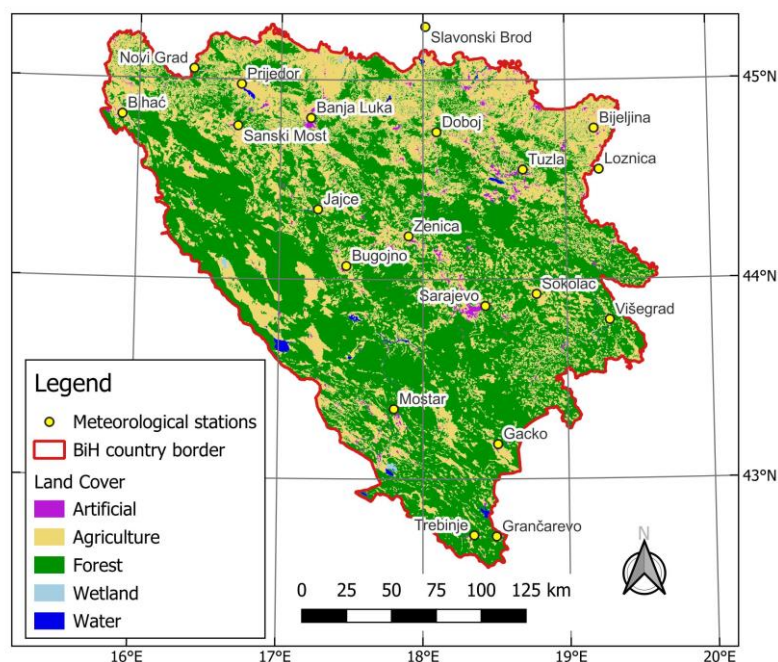 Slavonski Brod
Novi Grad
45°N
Prijedor
Bihać
Banja Luka
Bijeljina
Doboj
Sanski Most
Tuzla
Loznica
Jajce
Zenica
Bugojno
44°N
Sokolac
Sarajevo
Višegrad
Legend
Meteorological stations
BiH country border
Land Cover
Artificial
Agriculture
Forest
Wetland
Water
Mostar
Gacko
43°N
Trebinje
Grančarevo
N
0 25 50 75 100 125 km
16°E 17°E 18°E 19°E 20°E